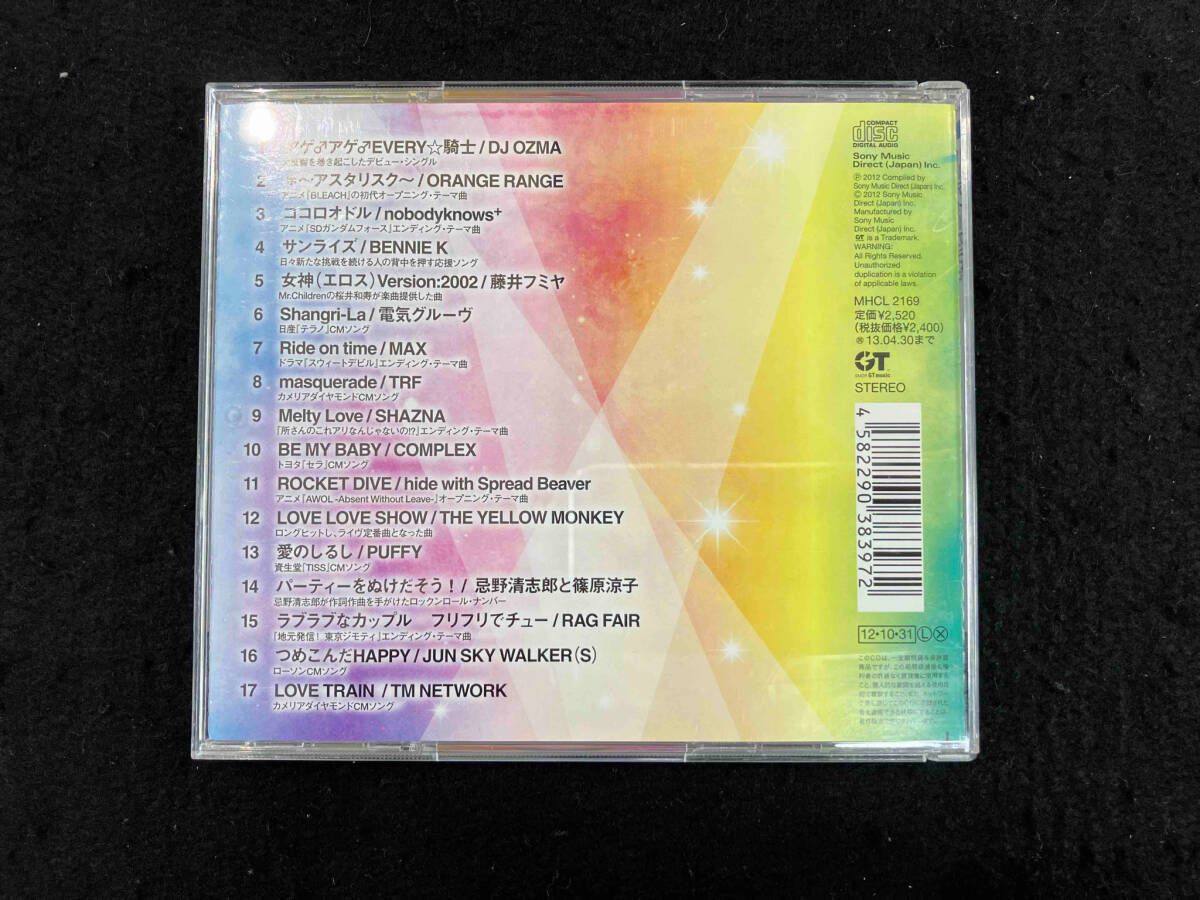 アゲ♂アゲ♂EVERY☆騎士 / DJ OZMA
を巻き起こしたデビュー・シングル
2 ～アスタリスク～ / ORANGE RANGE
アニメ『BLEACH』の初代オープニング・テーマ曲
3 ココロオドル / nobodyknows+
アニメ『SDガンダムフォース』エンディング・テーマ曲
4 サンライズ / BENNIE K
日々新たな挑戦を続ける人の背中を押す応援ソング
5 女神（エロス）Version:2002 / 藤井フミヤ
Mr.Childrenの桜井和寿が楽曲提供した曲
6 Shangri-La / 電気グルーヴ
日産『テラノ』CMソング
7 Ride on time / MAX
ドラマ『スウィートデビル』エンディング・テーマ曲
8 masquerade / TRF
カメリアダイヤモンドCMソング
9 Melty Love / SHAZNA
『所さんのこれアリなんじゃないの!?』エンディング・テーマ曲
10 BE MY BABY / COMPLEX
トヨタ『セラ』CMソング
11 ROCKET DIVE / hide with Spread Beaver
アニメ『AWOL -Absent Without Leave-』オープニング・テーマ曲
12 LOVE LOVE SHOW / THE YELLOW MONKEY
ロングヒットし、ライヴ定番曲となった曲
13 愛のしるし / PUFFY
資生堂『TISS』CMソング
14 パーティーをぬけだそう！ / 忌野清志郎と篠原涼子
忌野清志郎が作詞作曲を手がけたロックンロール・ナンバー
15 ラブラブなカップル フリフリでチュー / RAG FAIR
『地元発信！東京ジモティ』エンディング・テーマ曲
16 つめこんだHAPPY / JUN SKY WALKER（S）
ローソンCMソング
17 LOVE TRAIN / TM NETWORK
カメリアダイヤモンドCMソング
COMPACT
disc
DIGITAL AUDIO
Sony Music
Direct (Japan) Inc.
℗ 2012 Compiled by
Sony Music Direct (Japan) Inc.
© 2012 Sony Music
Direct (Japan) Inc.
Manufactured by
Sony Music
Direct (Japan) Inc.
GT is a Trademark.
WARNING:
All Rights Reserved.
Unauthorized
duplication is a violation
of applicable laws.
MHCL 2169
定価¥2,520
（税抜価格¥2,400）
㊕13.04.30まで
GT
GT music
STEREO
4 582290 383972
12・10・31 Ⓛ Ⓧ